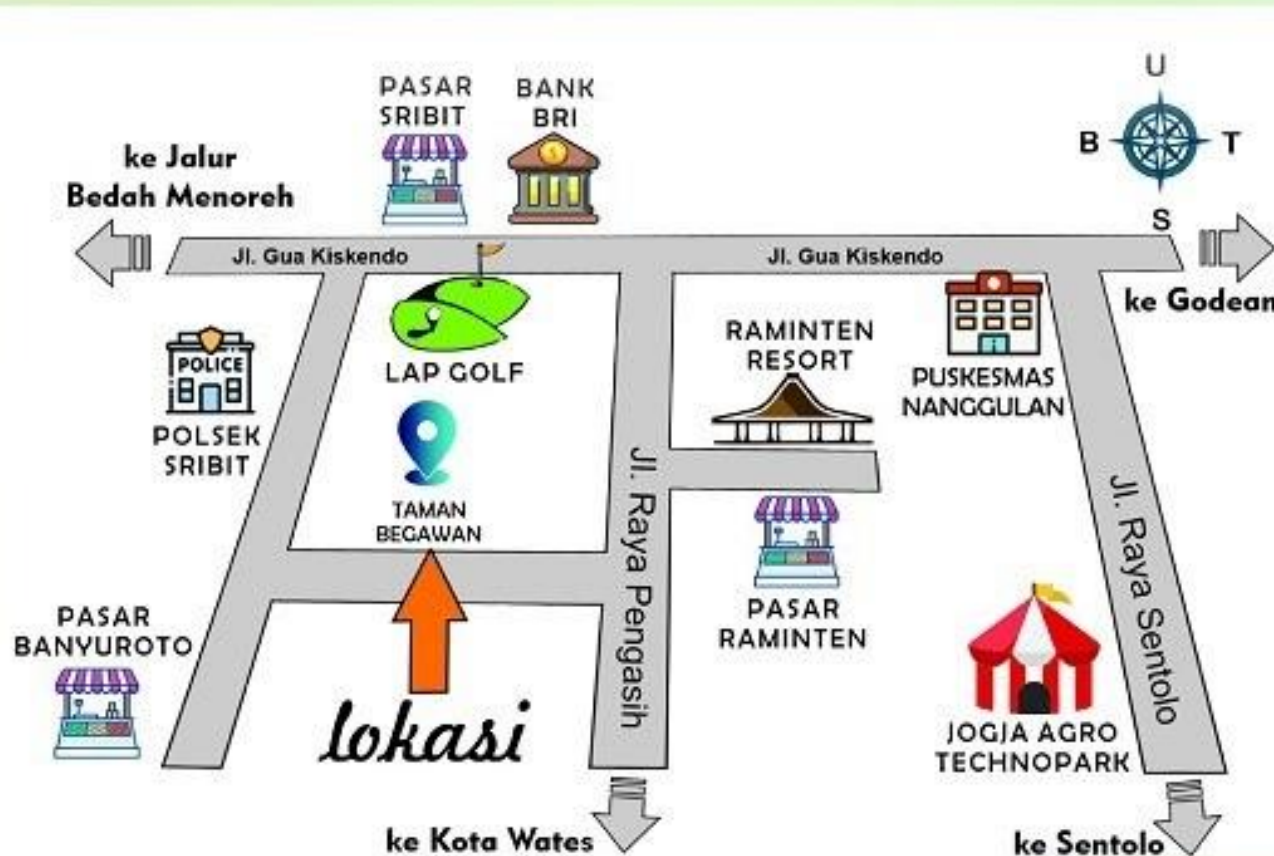 PASAR
SRIBIT
BANK
BRI
U
B
T
S
ke Jalur
Bedah Menoreh
Jl. Gua Kiskendo
Jl. Gua Kiskendo
ke Godean
POLICE
POLSEK
SRIBIT
LAP GOLF
RAMINTEN
RESORT
PUSKESMAS
NANGGULAN
TAMAN
BEGAWAN
Jl. Raya Pengasih
Jl. Raya Sentolo
PASAR
BANYUROTO
PASAR
RAMINTEN
lokasi
JOGJA AGRO
TECHNOPARK
ke Kota Wates
ke Sentolo